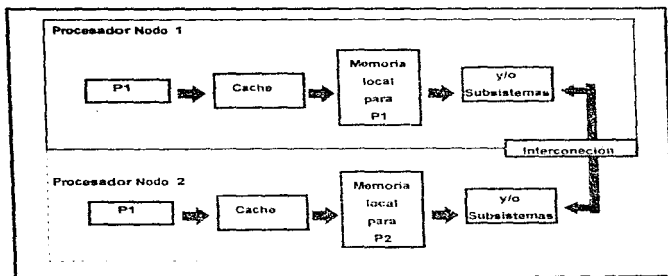 Procesador Nodo 1
P1
Cache
Memoria
local
para
P1
y/o
Subsistemas
Interconecion
Procesador Nodo 2
P1
Cache
Memoria
local
para
P2
y/o
Subsistemas